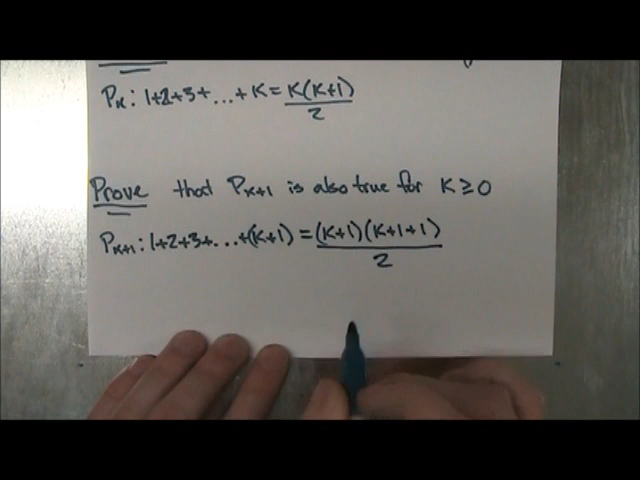 Pₖ: 1+2+3+...+K = K(K+1)/2
Prove that Pₖ₊₁ is also true for K ≥ 0
Pₖ₊₁: 1+2+3+...+(K+1) = (K+1)(K+1+1)/2